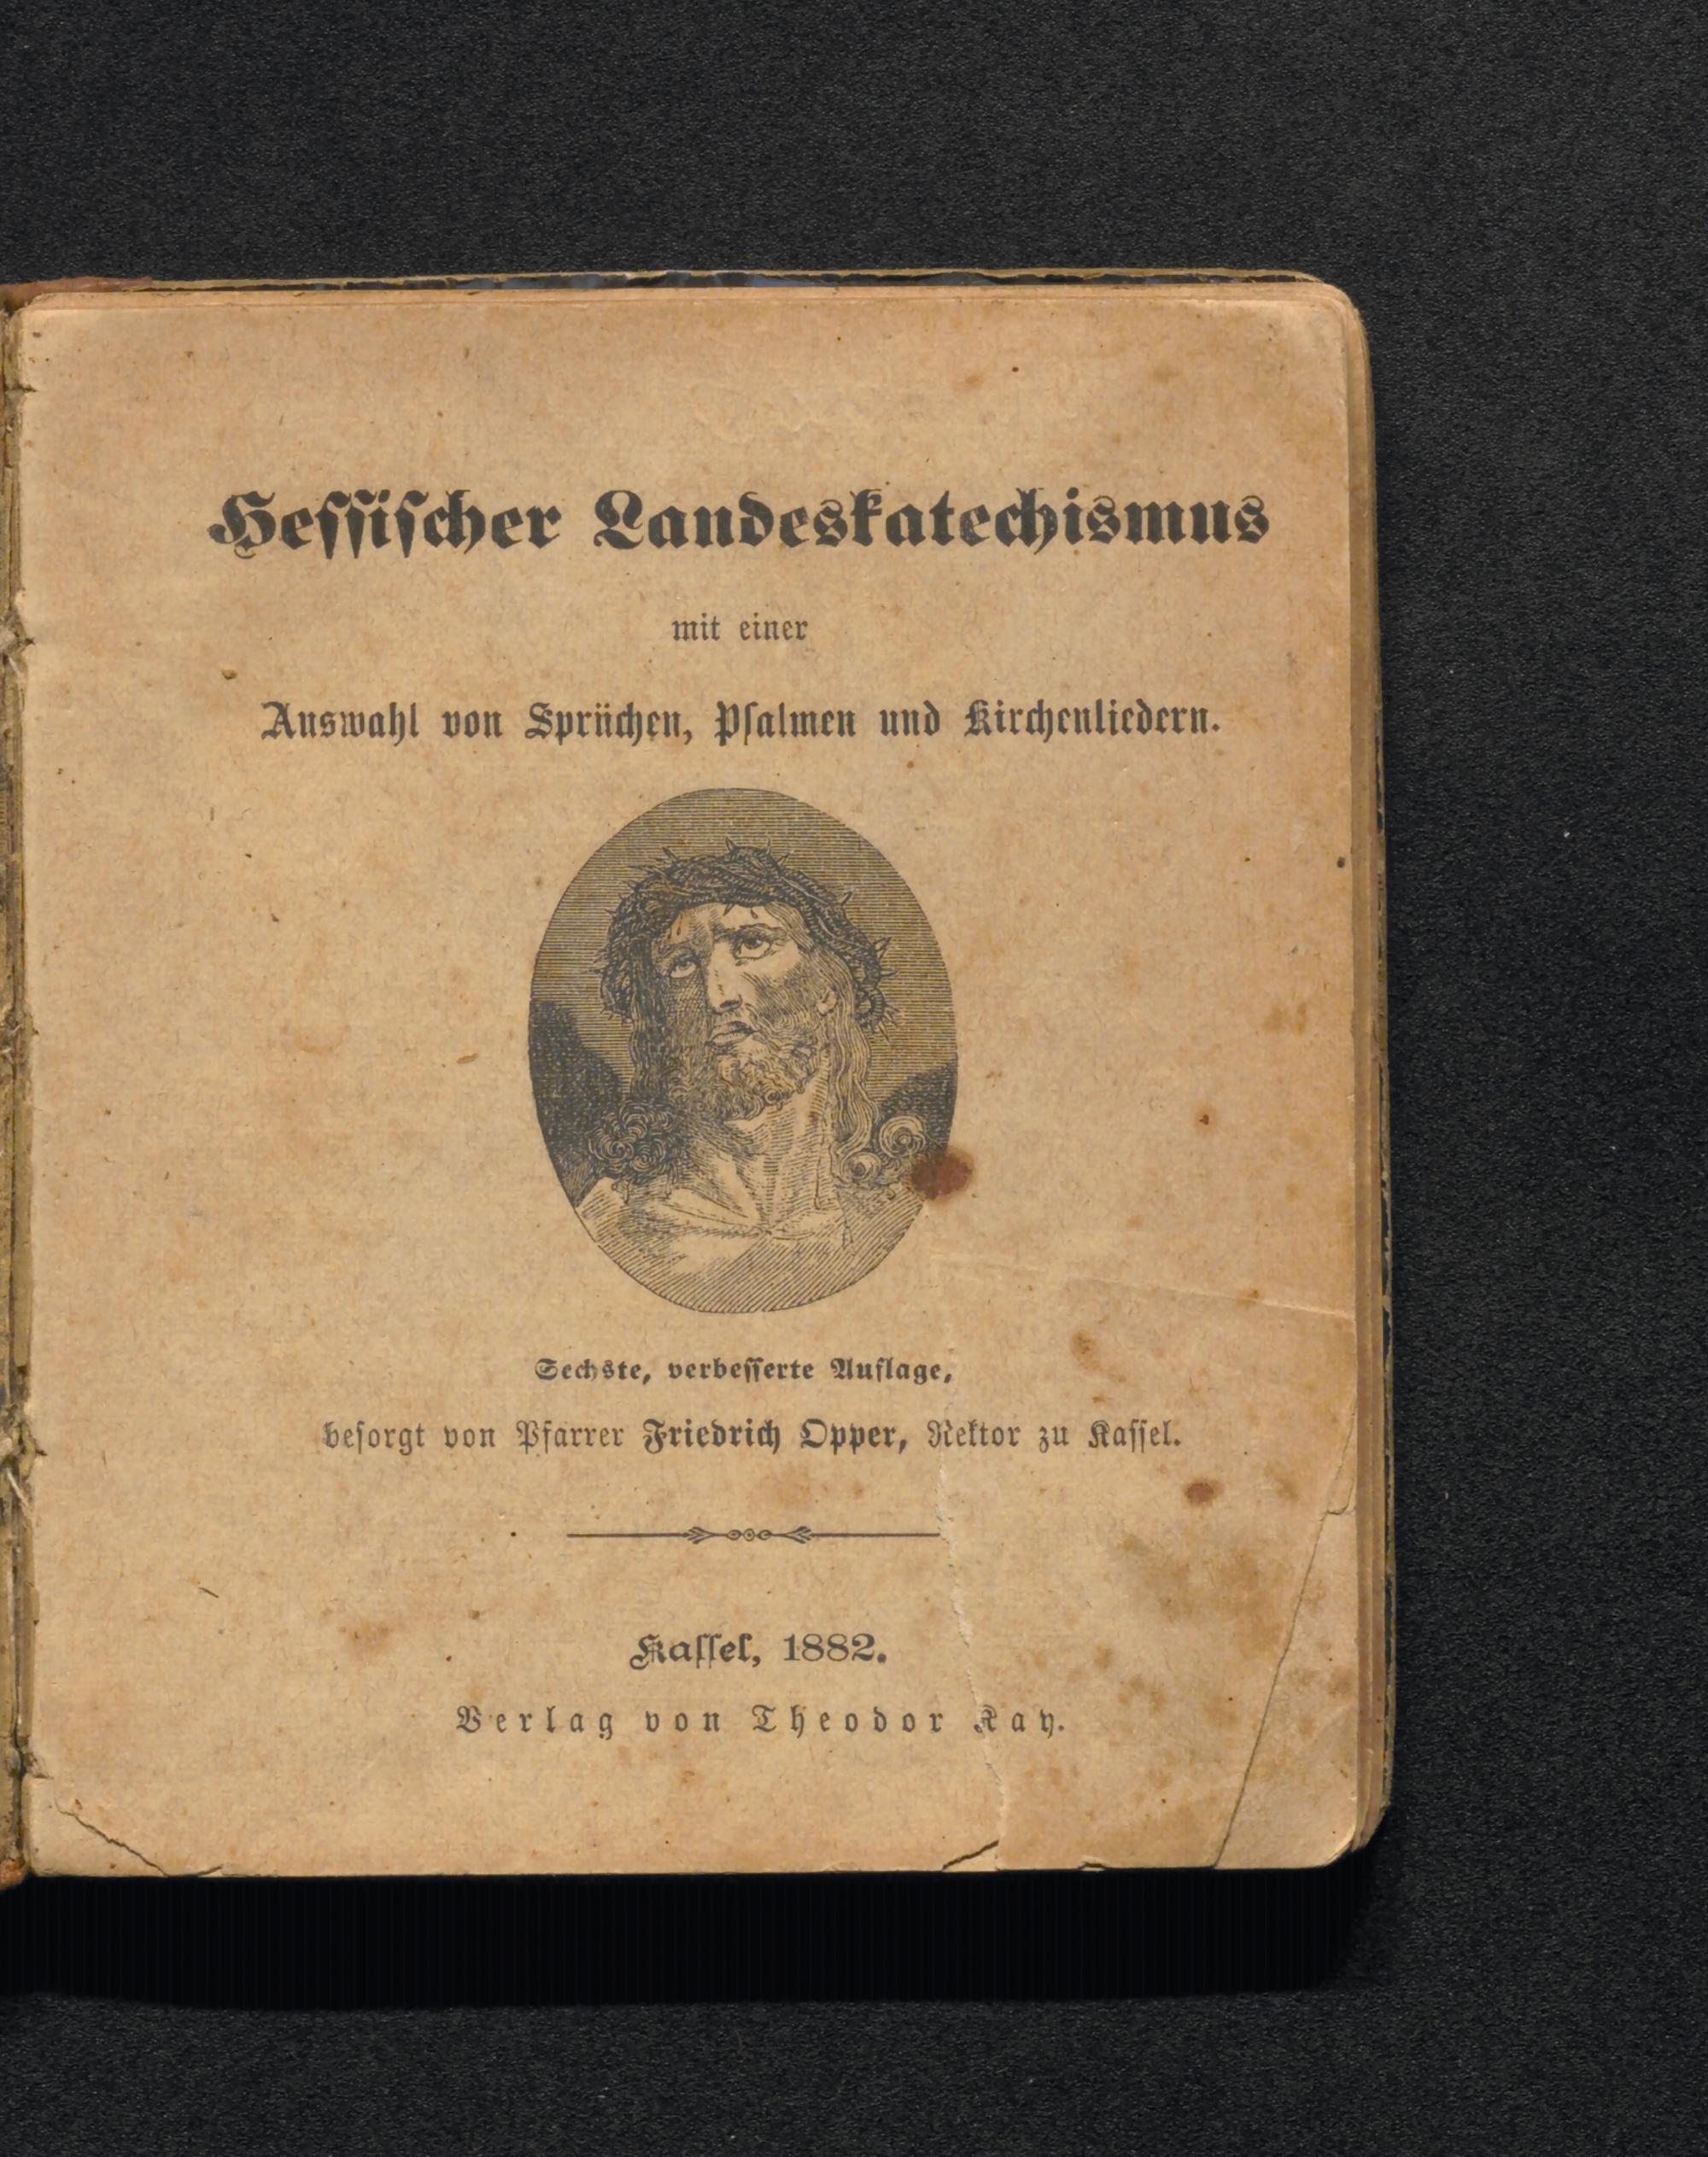 Hessischer Landeskatechismus
mit einer
Auswahl von Sprüchen, Psalmen und Kirchenliedern.
Sechste, verbesserte Auflage,
besorgt von Pfarrer Friedrich Opper, Rektor zu Kassel.
Kassel, 1882.
Verlag von Theodor Kay.